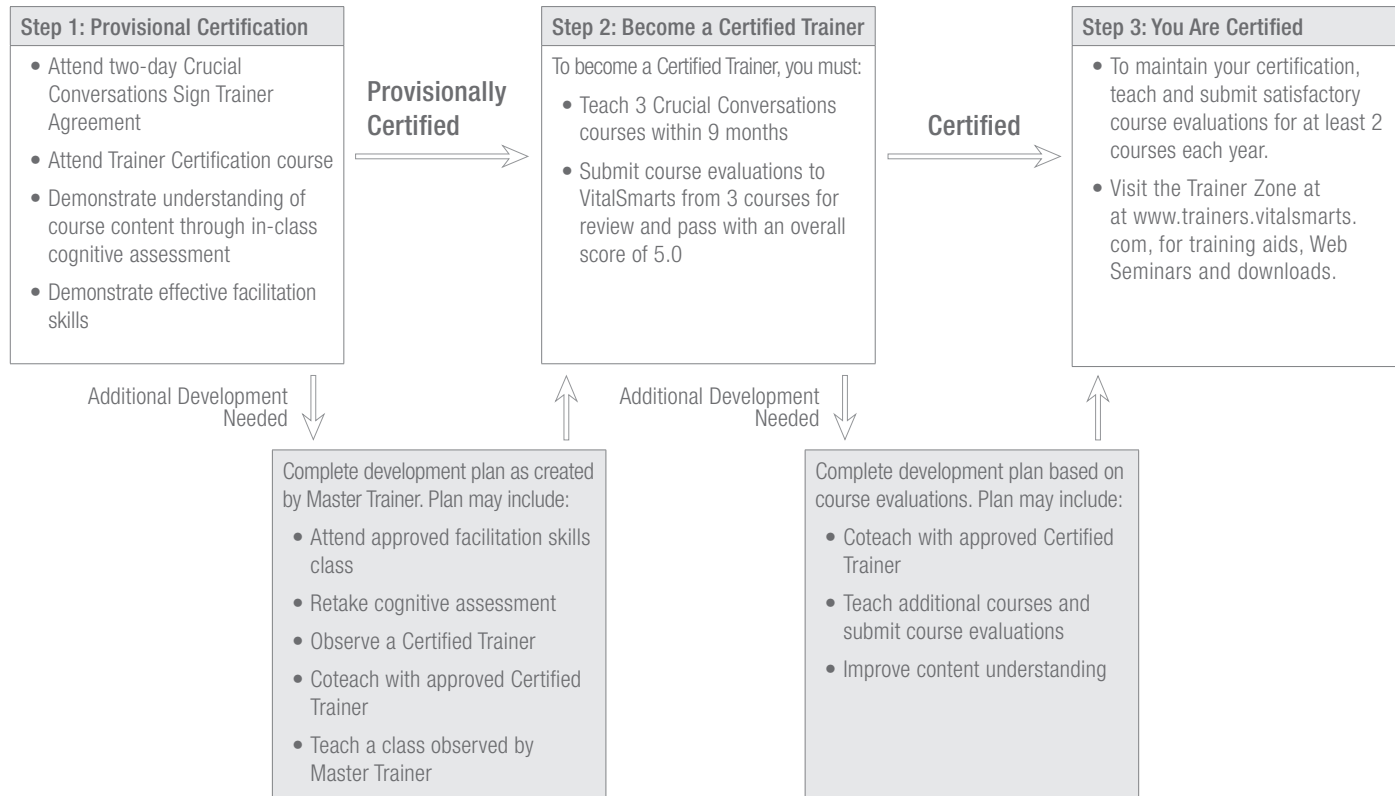 Step 1: Provisional Certification
• Attend two-day Crucial
Conversations Sign Trainer
Agreement
• Attend Trainer Certification course
• Demonstrate understanding of
course content through in-class
cognitive assessment
• Demonstrate effective facilitation
skills
Provisionally
Certified
Step 2: Become a Certified Trainer
To become a Certified Trainer, you must:
• Teach 3 Crucial Conversations
courses within 9 months
• Submit course evaluations to
VitalSmarts from 3 courses for
review and pass with an overall
score of 5.0
Certified
Step 3: You Are Certified
• To maintain your certification,
teach and submit satisfactory
course evaluations for at least 2
courses each year.
• Visit the Trainer Zone at
at www.trainers.vitalsmarts.
com, for training aids, Web
Seminars and downloads.
Additional Development
Needed
Complete development plan as created
by Master Trainer. Plan may include:
• Attend approved facilitation skills
class
• Retake cognitive assessment
• Observe a Certified Trainer
• Coteach with approved Certified
Trainer
• Teach a class observed by
Master Trainer
Additional Development
Needed
Complete development plan based on
course evaluations. Plan may include:
• Coteach with approved Certified
Trainer
• Teach additional courses and
submit course evaluations
• Improve content understanding